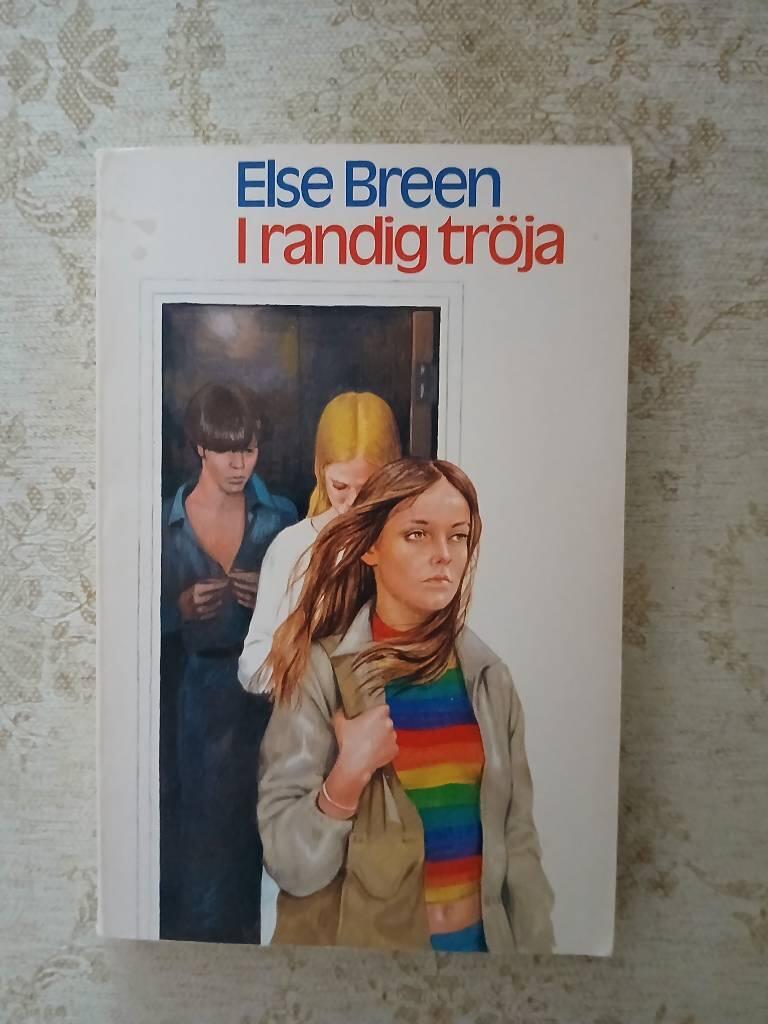 Else Breen
I randig tröja